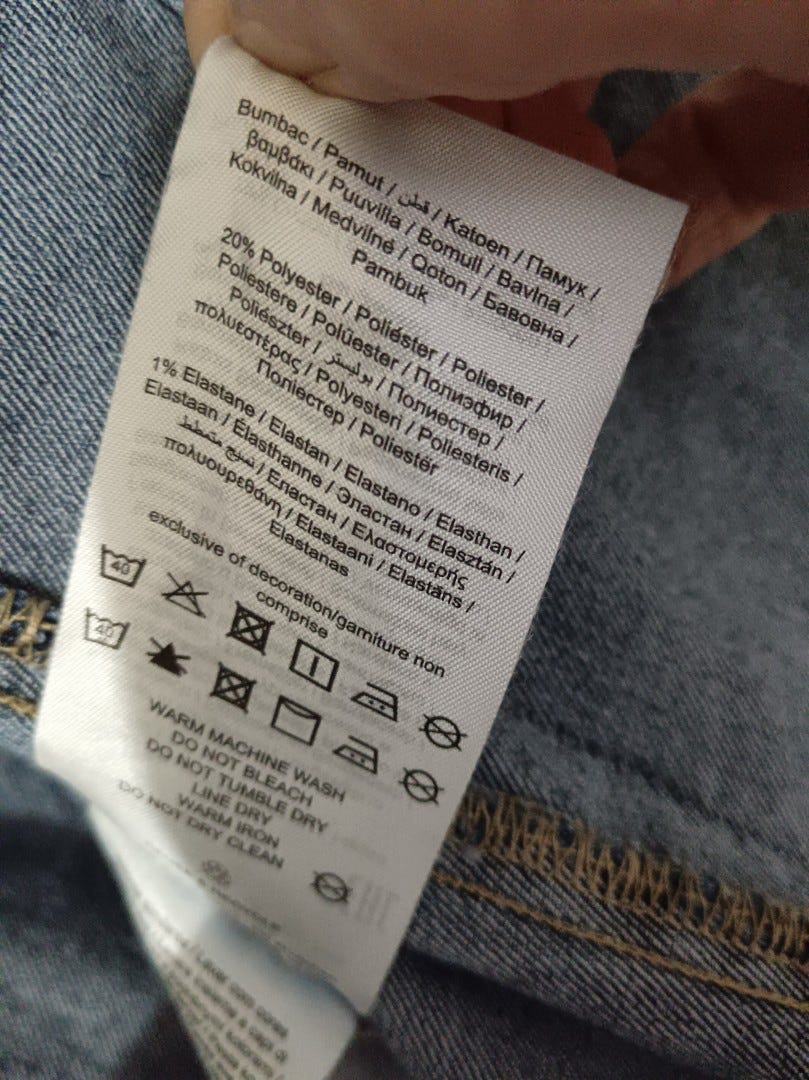 Bumbac / Pamut / قطن / Katoen / Памук /
βαμβάκι / Puuvilla / Bomull / Bavlna /
Kokvilna / Medvilnė / Qoton / Бавовна /
Pambuk
20% Polyester / Poliéster / Poliester /
Poliestere / Polüester / Полиэфир /
Poliészter / بوليستر / Полиестер /
πολυεστέρας / Polyesteri / Poliesteris /
Поліестер / Poliestër
1% Elastane / Elastan / Elastano / Elasthan /
Elastaan / Élasthanne / Эластан / Elasztán /
نسيج متمطط / Еластан / Ελαστομερής
πολυουρεθάνη / Elastaani / Elastāns /
Elastanas
exclusive of decoration/garniture non
comprise
40
40
WARM MACHINE WASH
DO NOT BLEACH
DO NOT TUMBLE DRY
LINE DRY
WARM IRON
DO NOT DRY CLEAN